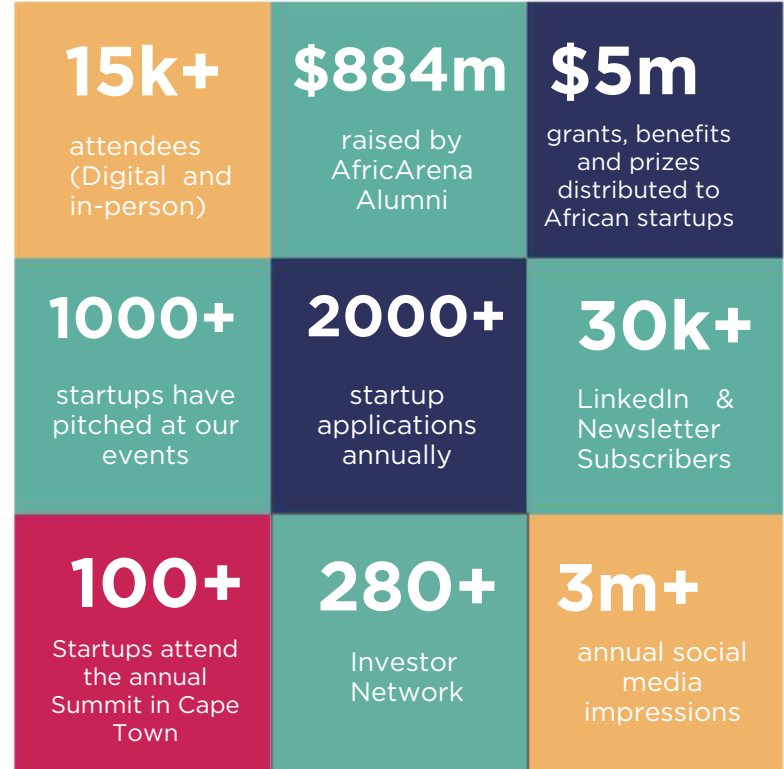 15k+
attendees
(Digital and
in-person)
$884m
raised by
AfricArena
Alumni
$5m
grants, benefits
and prizes
distributed to
African startups
1000+
startups have
pitched at our
events
2000+
startup
applications
annually
30k+
LinkedIn &
Newsletter
Subscribers
100+
Startups attend
the annual
Summit in Cape
Town
280+
Investor
Network
3m+
annual social
media
impressions